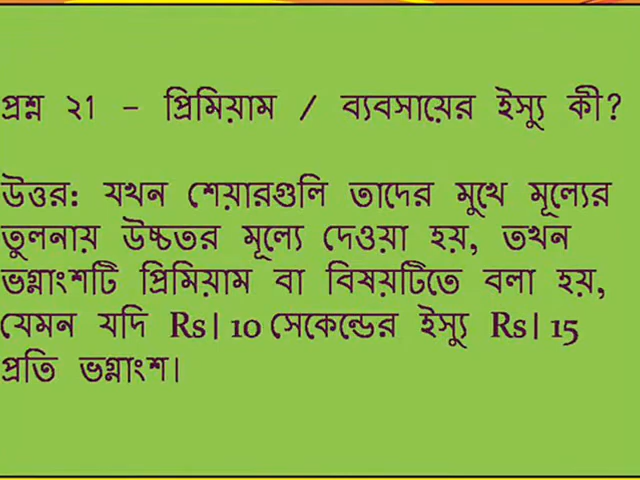 প্রশ্ন ২1 – প্রিমিয়াম / ব্যবসায়ের ইস্যু কী?
উত্তর: যখন শেয়ারগুলি তাদের মুখে মূল্যের
তুলনায় উচ্চতর মূল্যে দেওয়া হয়, তখন
ভগ্নাংশটি প্রিমিয়াম বা বিষয়টিতে বলা হয়,
যেমন যদি Rs। 10 সেকেন্ডের ইস্যু Rs। 15
প্রতি ভগ্নাংশ।